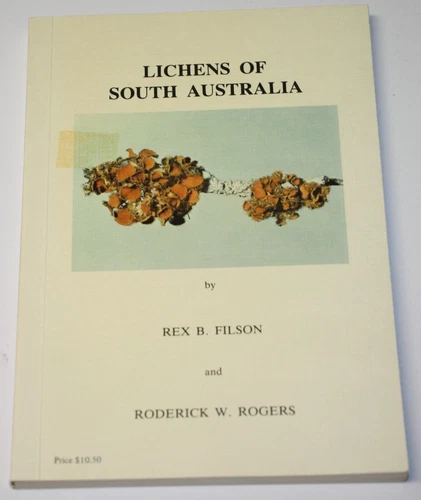 LICHENS OF
SOUTH AUSTRALIA
by
REX B. FILSON
and
RODERICK W. ROGERS
Price $10.50